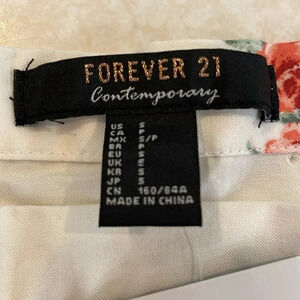 FOREVER 21
Contemporary
US S
CA P
MX S/P
BR P
EU S
UK S
KR S
JP S
CN 160/84A
MADE IN CHINA